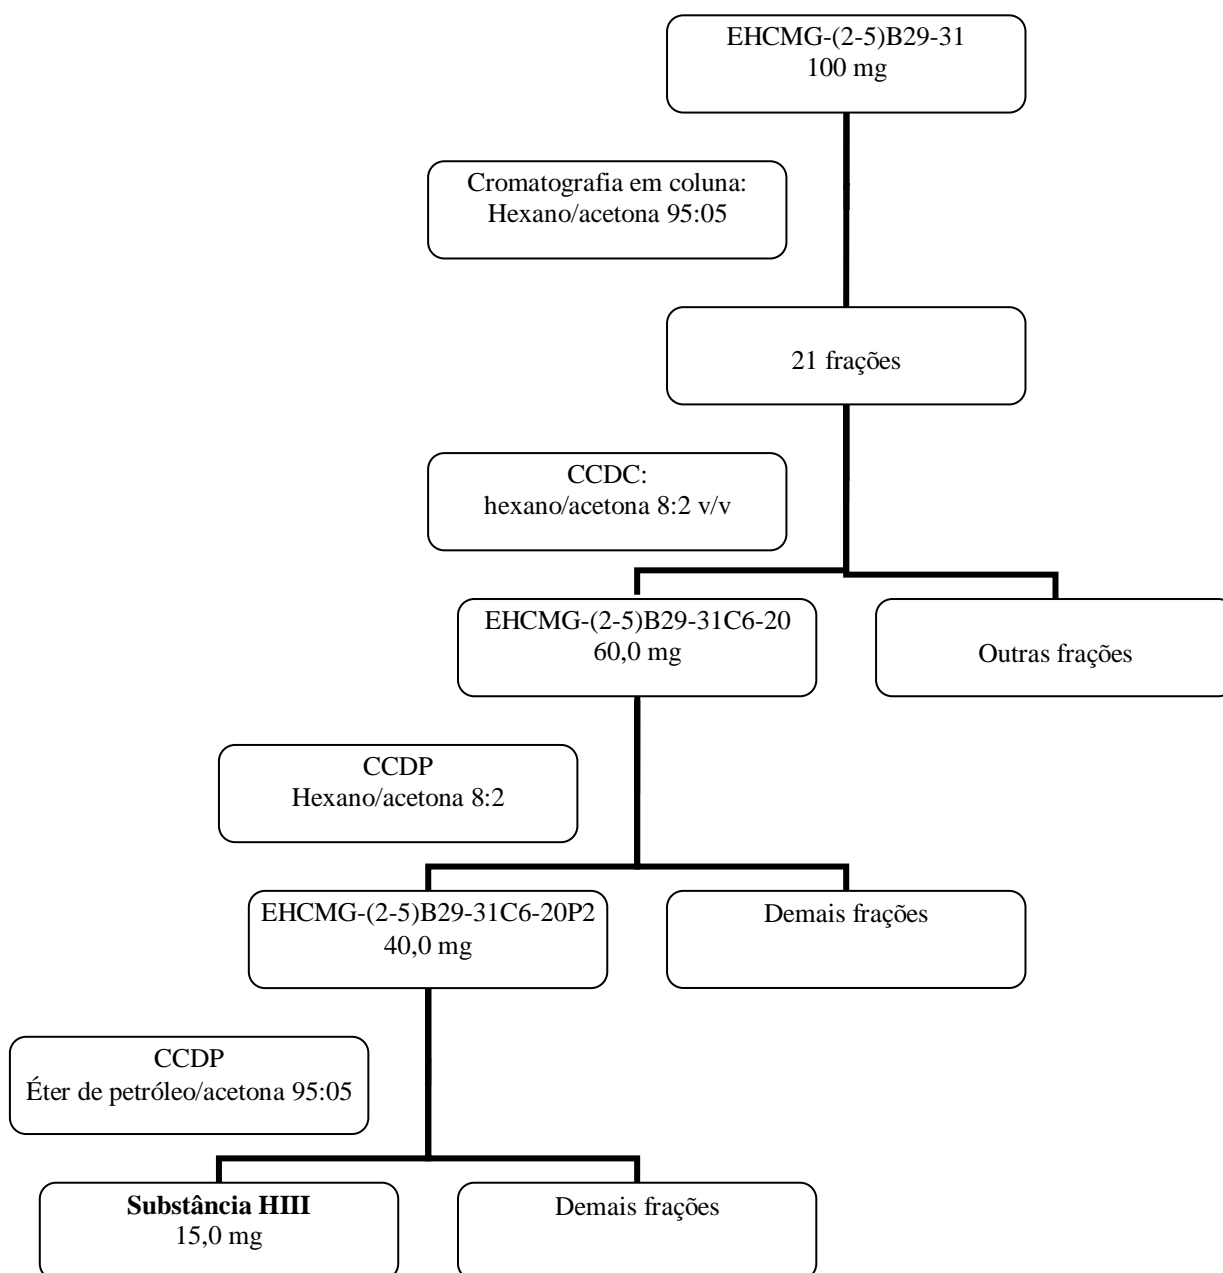 EHCMG-(2-5)B29-31
100 mg
Cromatografia em coluna:
Hexano/acetona 95:05
21 frações
CCDC:
hexano/acetona 8:2 v/v
EHCMG-(2-5)B29-31C6-20
60,0 mg
Outras frações
CCDP
Hexano/acetona 8:2
EHCMG-(2-5)B29-31C6-20P2
40,0 mg
Demais frações
CCDP
Éter de petróleo/acetona 95:05
Substância HIII
15,0 mg
Demais frações